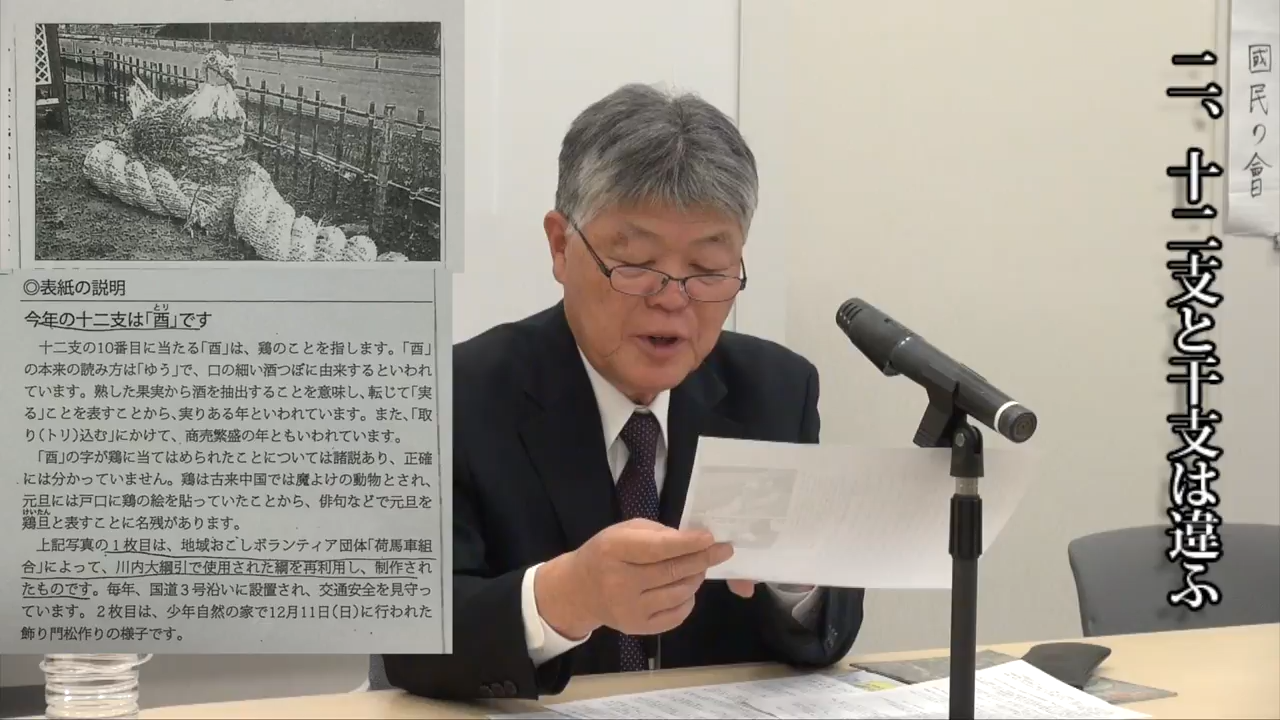 ◎表紙の説明
今年の十二支は「酉」です
とり
十二支の10番目に当たる「酉」は、鶏のことを指します。「酉」
の本来の読み方は「ゆう」で、口の細い酒つぼに由来するといわれ
ています。熟した果実から酒を抽出することを意味し、転じて「実
る」ことを表すことから、実りある年といわれています。また、「取
り(トリ)込む」にかけて、商売繁盛の年ともいわれています。
「酉」の字が鶏に当てはめられたことについては諸説あり、正確
には分かっていません。鶏は古来中国では魔よけの動物とされ、
元旦には戸口に鶏の絵を貼っていたことから、俳句などで元旦を
鶏旦と表すことに名残があります。
けいたん
上記写真の1枚目は、地域おこしボランティア団体「荷馬車組
合」によって、川内大綱引で使用された綱を再利用し、制作され
たものです。毎年、国道3号沿いに設置され、交通安全を見守っ
ています。2枚目は、少年自然の家で12月11日(日)に行われた
飾り門松作りの様子です。
二、十二支と干支は違ふ
國民の會